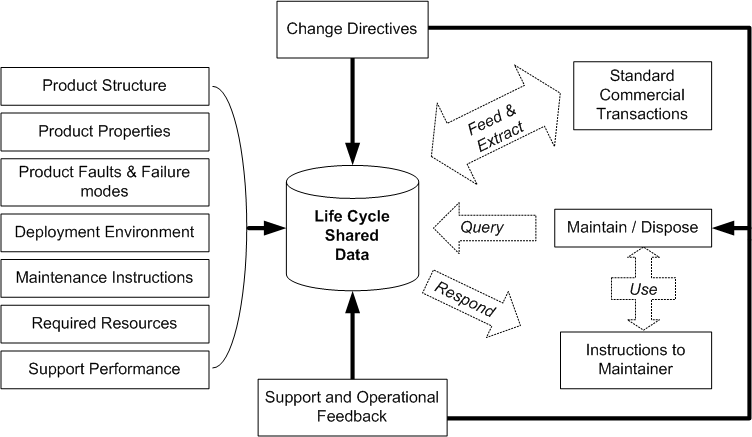 Change Directives
Product Structure
Product Properties
Product Faults & Failure
modes
Deployment Environment
Maintenance Instructions
Required Resources
Support Performance
Life Cycle
Shared
Data
Feed &
Extract
Standard
Commercial
Transactions
Query
Maintain / Dispose
Respond
Use
Instructions to
Maintainer
Support and Operational
Feedback